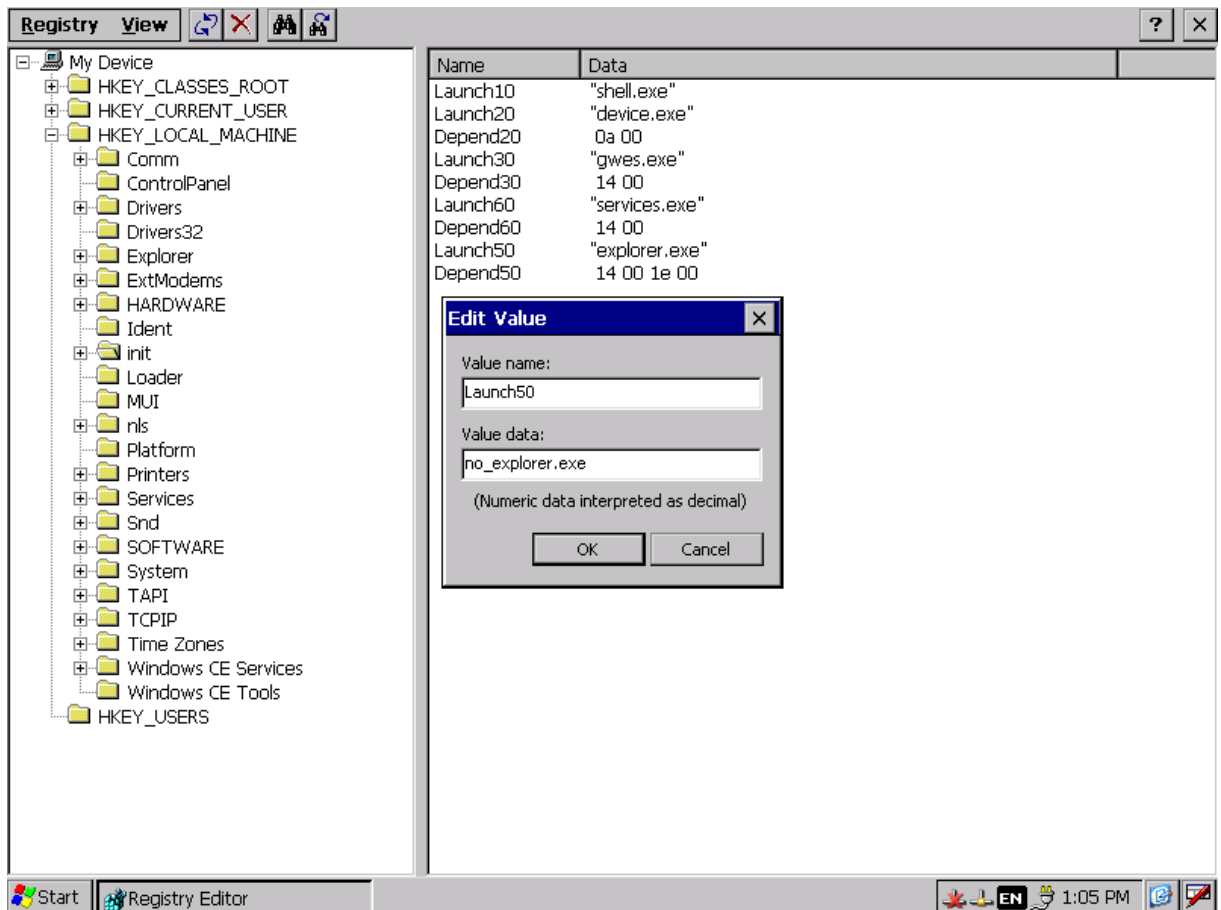 Registry View ? ×
My Device
HKEY_CLASSES_ROOT
HKEY_CURRENT_USER
HKEY_LOCAL_MACHINE
Comm
ControlPanel
Drivers
Drivers32
Explorer
ExtModems
HARDWARE
Ident
init
Loader
MUI
nls
Platform
Printers
Services
Snd
SOFTWARE
System
TAPI
TCPIP
Time Zones
Windows CE Services
Windows CE Tools
HKEY_USERS
Name Data
Launch10 "shell.exe"
Launch20 "device.exe"
Depend20 0a 00
Launch30 "gwes.exe"
Depend30 14 00
Launch60 "services.exe"
Depend60 14 00
Launch50 "explorer.exe"
Depend50 14 00 1e 00
Edit Value
Value name:
Launch50
Value data:
no_explorer.exe
(Numeric data interpreted as decimal)
OK Cancel
Start Registry Editor EN 1:05 PM